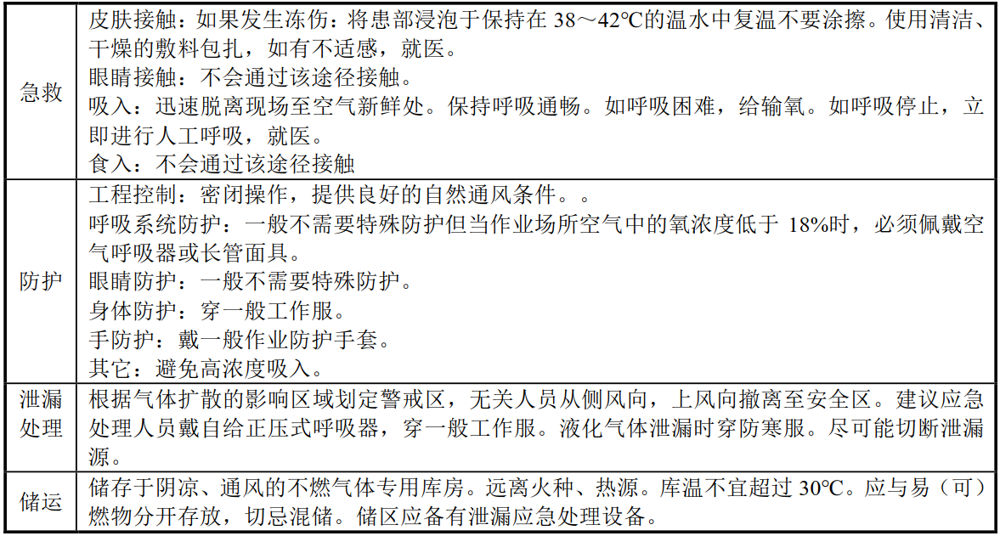 急救
皮肤接触：如果发生冻伤：将患部浸泡于保持在 38～42℃的温水中复温不要涂擦。使用清洁、
干燥的敷料包扎，如有不适感，就医。
眼睛接触：不会通过该途径接触。
吸入：迅速脱离现场至空气新鲜处。保持呼吸通畅。如呼吸困难，给输氧。如呼吸停止，立
即进行人工呼吸，就医。
食入：不会通过该途径接触
防护
工程控制：密闭操作，提供良好的自然通风条件。。
呼吸系统防护：一般不需要特殊防护但当作业场所空气中的氧浓度低于 18%时，必须佩戴空
气呼吸器或长管面具。
眼睛防护：一般不需要特殊防护。
身体防护：穿一般工作服。
手防护：戴一般作业防护手套。
其它：避免高浓度吸入。
泄漏
处理
根据气体扩散的影响区域划定警戒区，无关人员从侧风向，上风向撤离至安全区。建议应急
处理人员戴自给正压式呼吸器，穿一般工作服。液化气体泄漏时穿防寒服。尽可能切断泄漏
源。
储运
储存于阴凉、通风的不燃气体专用库房。远离火种、热源。库温不宜超过 30℃。应与易（可）
燃物分开存放，切忌混储。储区应备有泄漏应急处理设备。